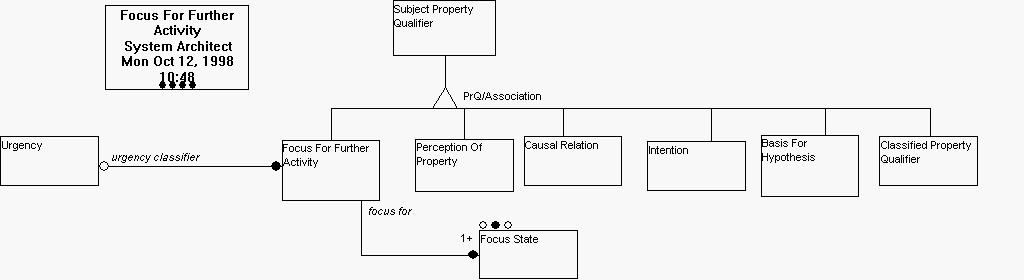 Focus For Further
Activity
System Architect
Mon Oct 12, 1998
10:48
Subject Property
Qualifier
PrQ/Association
Urgency
urgency classifier
Focus For Further
Activity
Perception Of
Property
Causal Relation
Intention
Basis For
Hypothesis
Classified Property
Qualifier
focus for
1+
Focus State